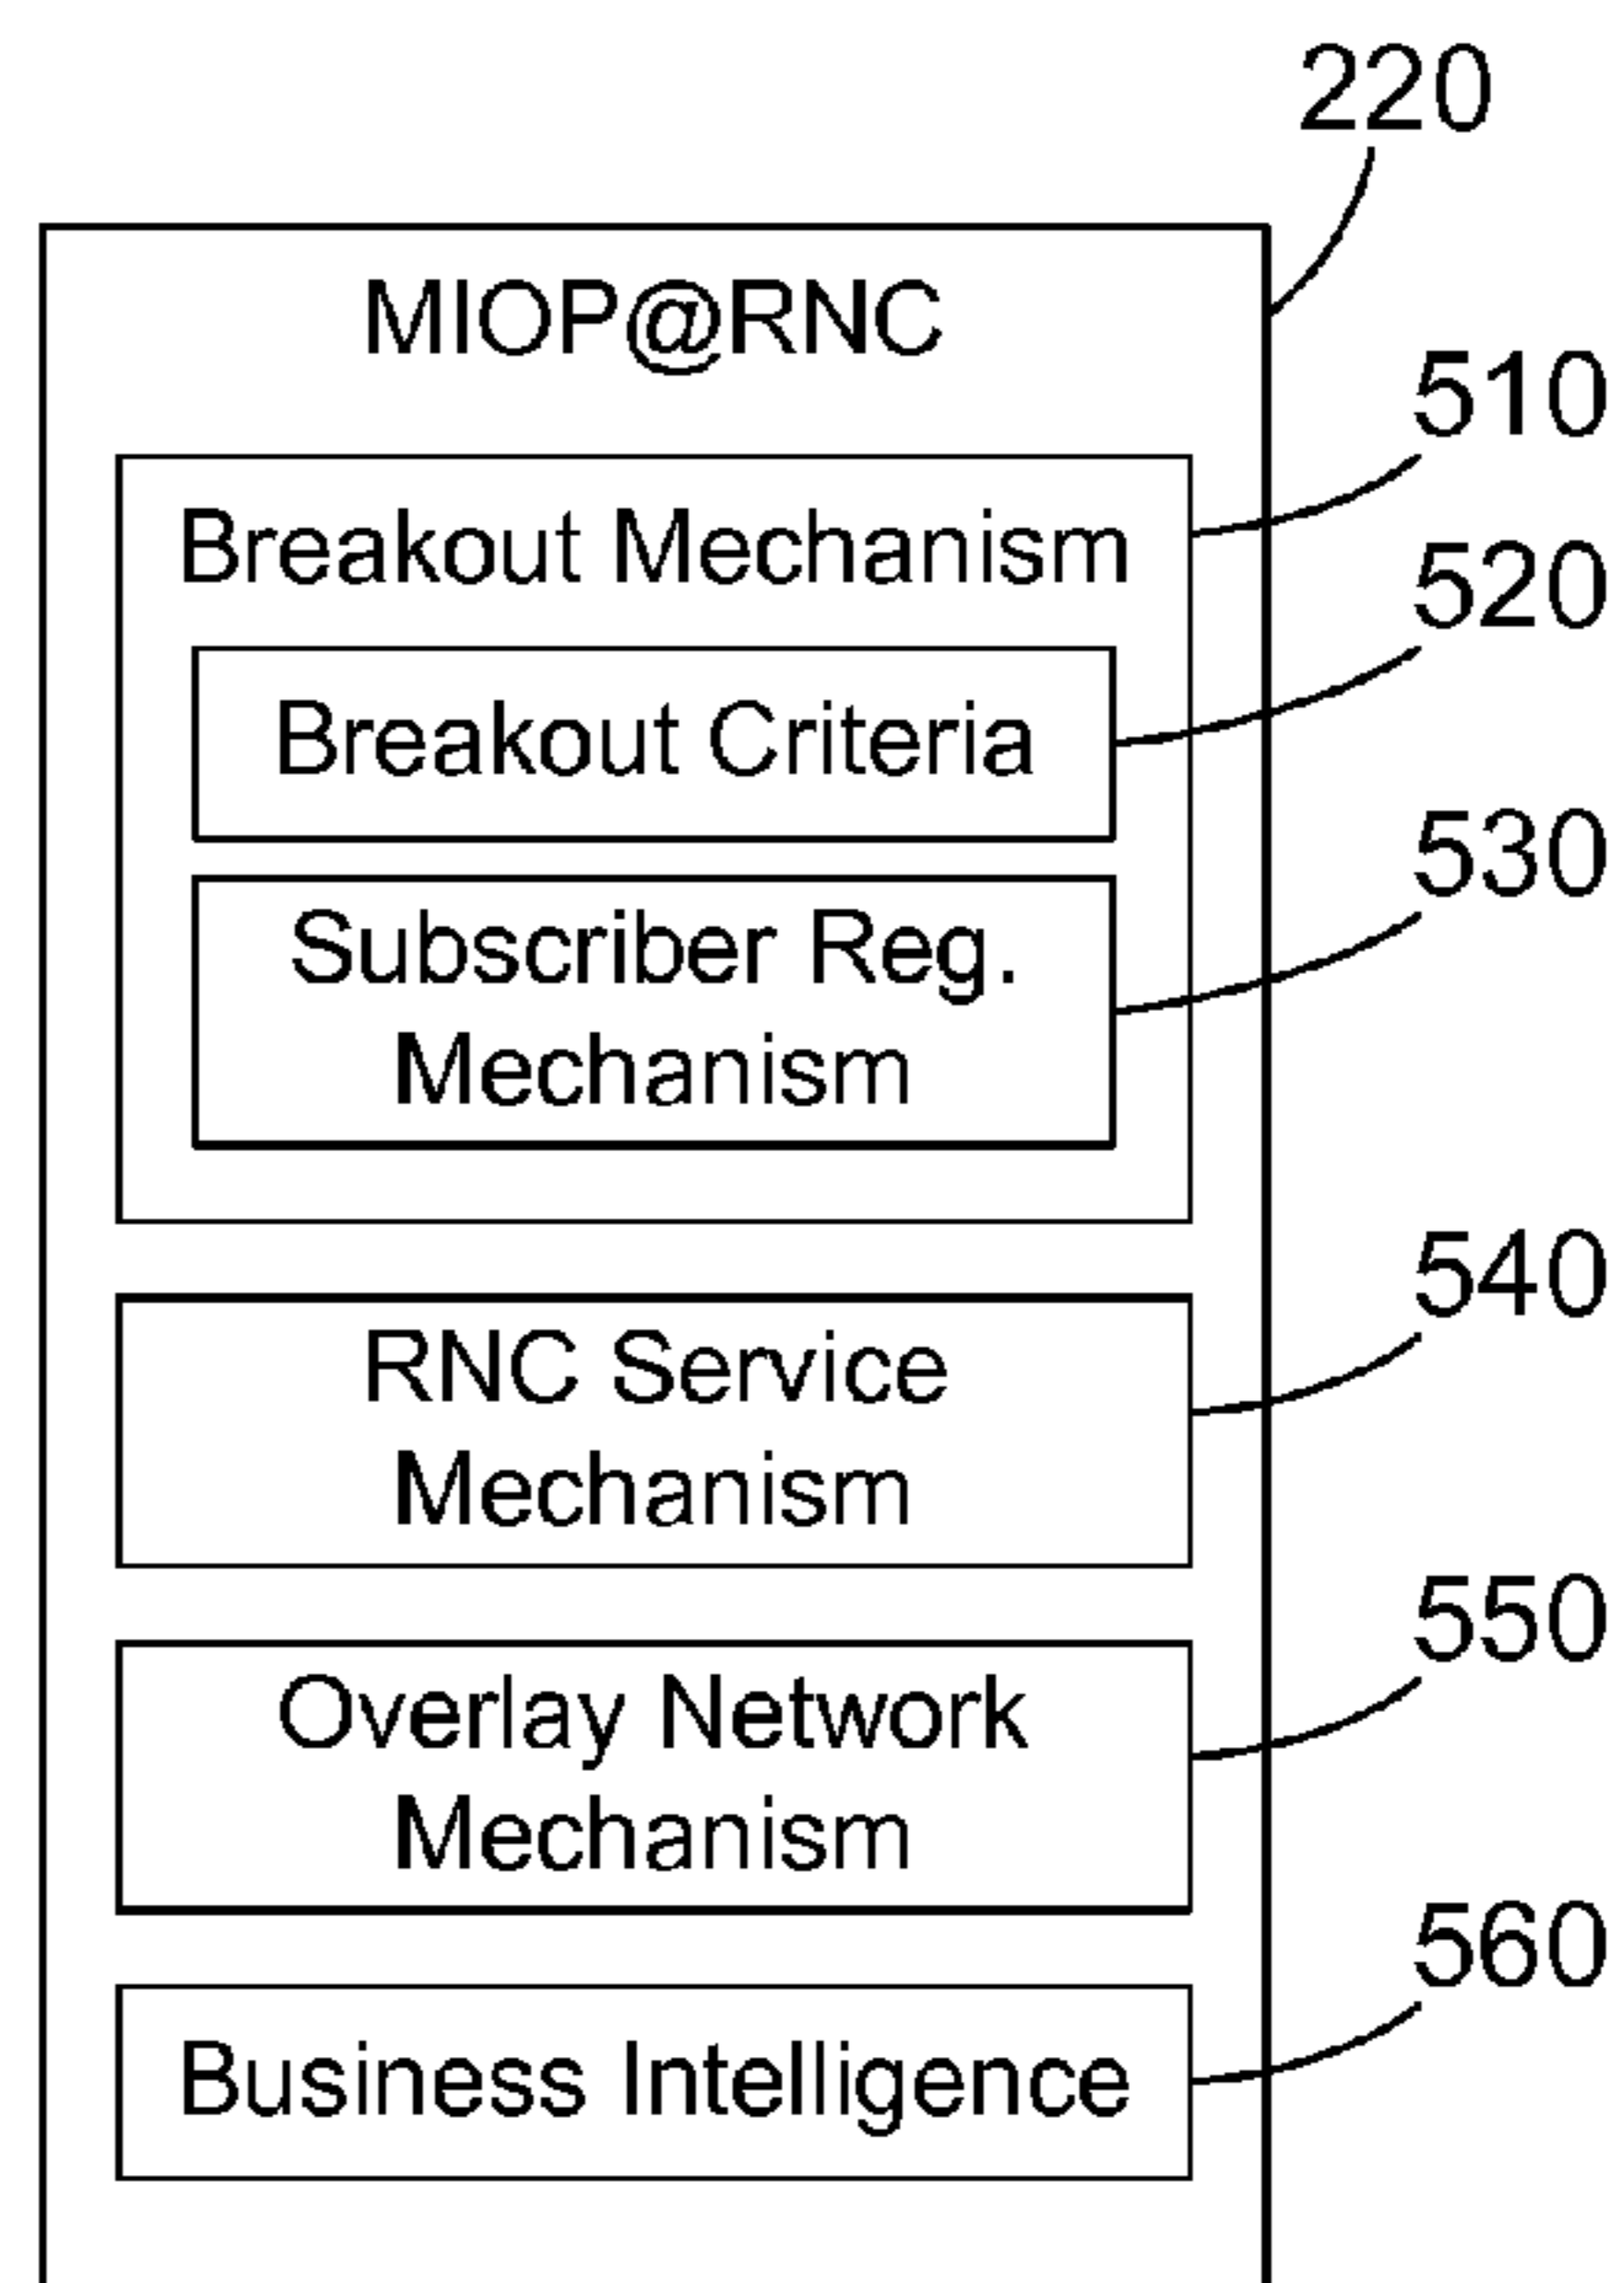 220
MIOP@RNC
510
Breakout Mechanism
520
Breakout Criteria
530
Subscriber Reg.
Mechanism
540
RNC Service
Mechanism
550
Overlay Network
Mechanism
560
Business Intelligence